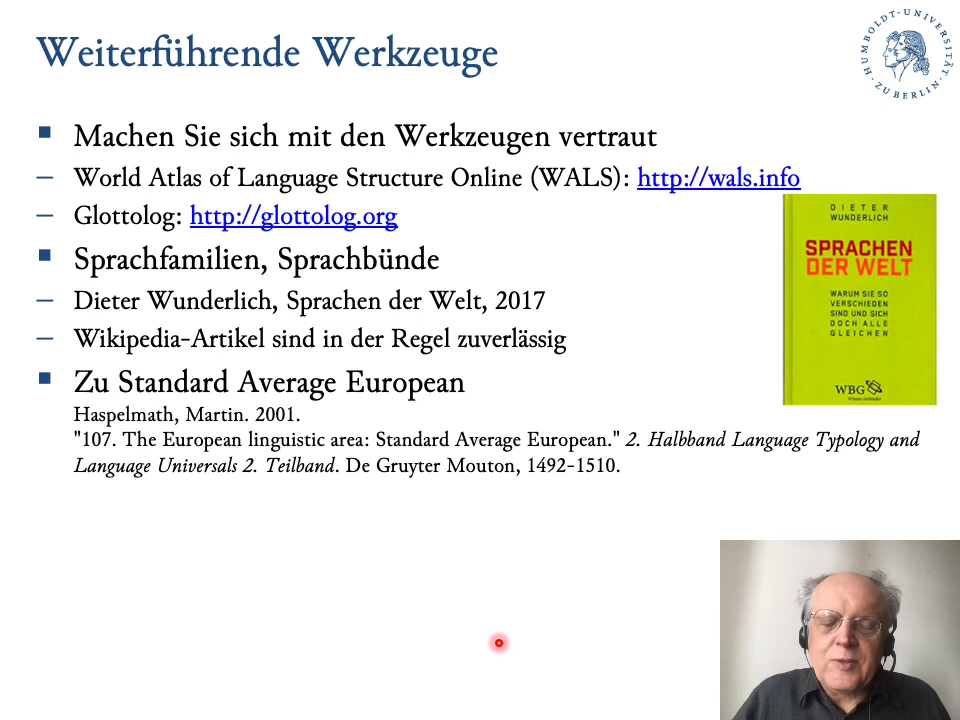 Weiterführende Werkzeuge
HUMBOLDT-UNIVERSITÄT ZU BERLIN
Machen Sie sich mit den Werkzeugen vertraut
World Atlas of Language Structure Online (WALS): http://wals.info
Glottolog: http://glottolog.org
Sprachfamilien, Sprachbünde
Dieter Wunderlich, Sprachen der Welt, 2017
Wikipedia-Artikel sind in der Regel zuverlässig
Zu Standard Average European
Haspelmath, Martin. 2001.
"107. The European linguistic area: Standard Average European." 2. Halbband Language Typology and
Language Universals 2. Teilband. De Gruyter Mouton, 1492-1510.
DIETER
WUNDERLICH
SPRACHEN
DER WELT
WARUM SIE SO
VERSCHIEDEN
SIND UND SICH
DOCH ALLE
GLEICHEN
WBG